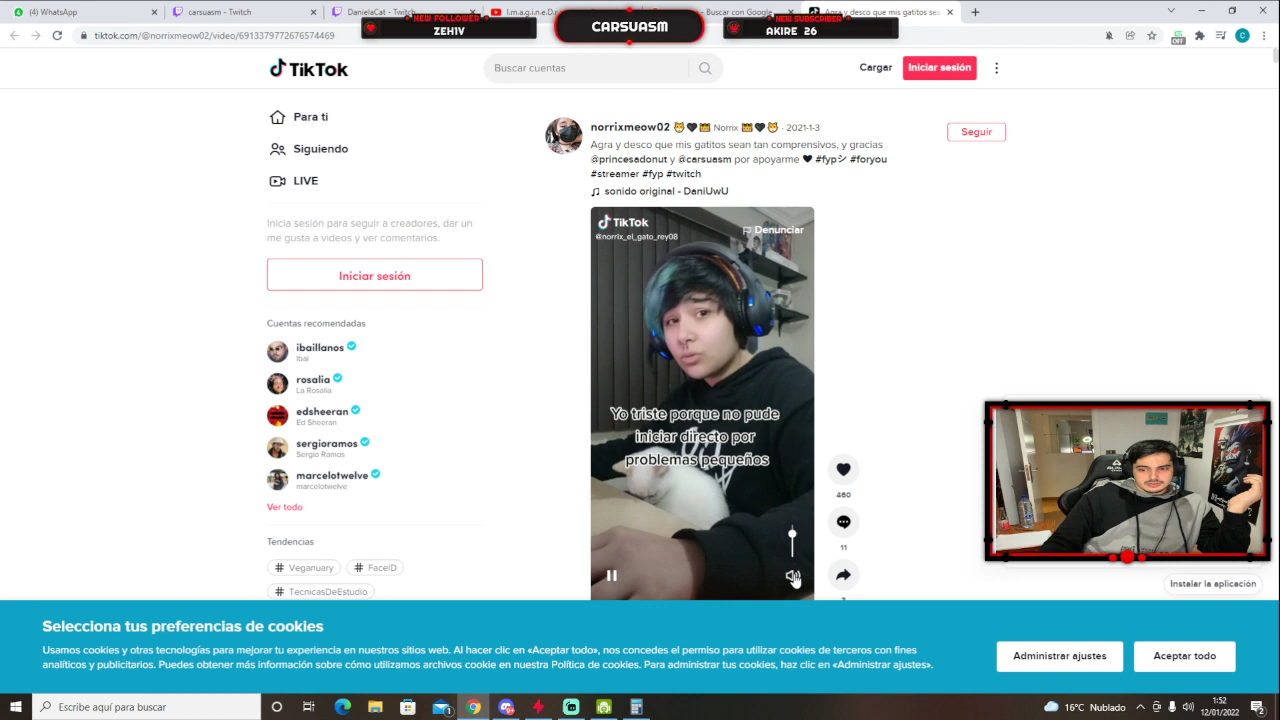 (4) WhatsApp
carsuasm - Twitch
DanielaCat - Twitch
I.m.a.g.i.n.e.D.r
- Buscar con Google
Agra y desco que mis gatitos sea
NEW FOLLOWER
ZEH1V
CARSUASM
NEW SUBSCRIBER
AKIRE_26
k.com/@norrixmeow02/video/6913379772676574469
OFF
C
TikTok
Buscar cuentas
Cargar
Iniciar sesión
Para ti
Siguiendo
LIVE
Inicia sesión para seguir a creadores, dar un
me gusta a videos y ver comentarios.
Iniciar sesión
Cuentas recomendadas
ibaillanos
Ibai
rosalia
La Rosalía
edsheeran
Ed Sheeran
sergioramos
Sergio Ramos
marcelotwelve
marcelotwelve
Ver todo
Tendencias
# Veganuary
# FaceID
# TecnicasDeEstudio
norrixmeow02 😼🖤👑 Norrix 👑🖤😼 · 2021-1-3
Seguir
Agra y desco que mis gatitos sean tan comprensivos, y gracias
@princesadonut y @carsuasm por apoyarme 🖤 #fypシ #foryou
#streamer #fyp #twitch
sonido original - DaniUwU
TikTok
@norrix_el_gato_rey08
Denunciar
Yo triste porque no pude
iniciar directo por
problemas pequeños
460
11
Instalar la aplicación
Selecciona tus preferencias de cookies
Usamos cookies y otras tecnologías para mejorar tu experiencia en nuestros sitios web. Al hacer clic en «Aceptar todo», nos concedes el permiso para utilizar cookies de terceros con fines
analíticos y publicitarios. Puedes obtener más información sobre cómo utilizamos archivos cookie en nuestra Política de cookies. Para administrar tus cookies, haz clic en «Administrar ajustes».
Administrar ajustes
Aceptar todo
Escribe aquí para buscar
16°C Nublado
1:52
12/01/2022
2